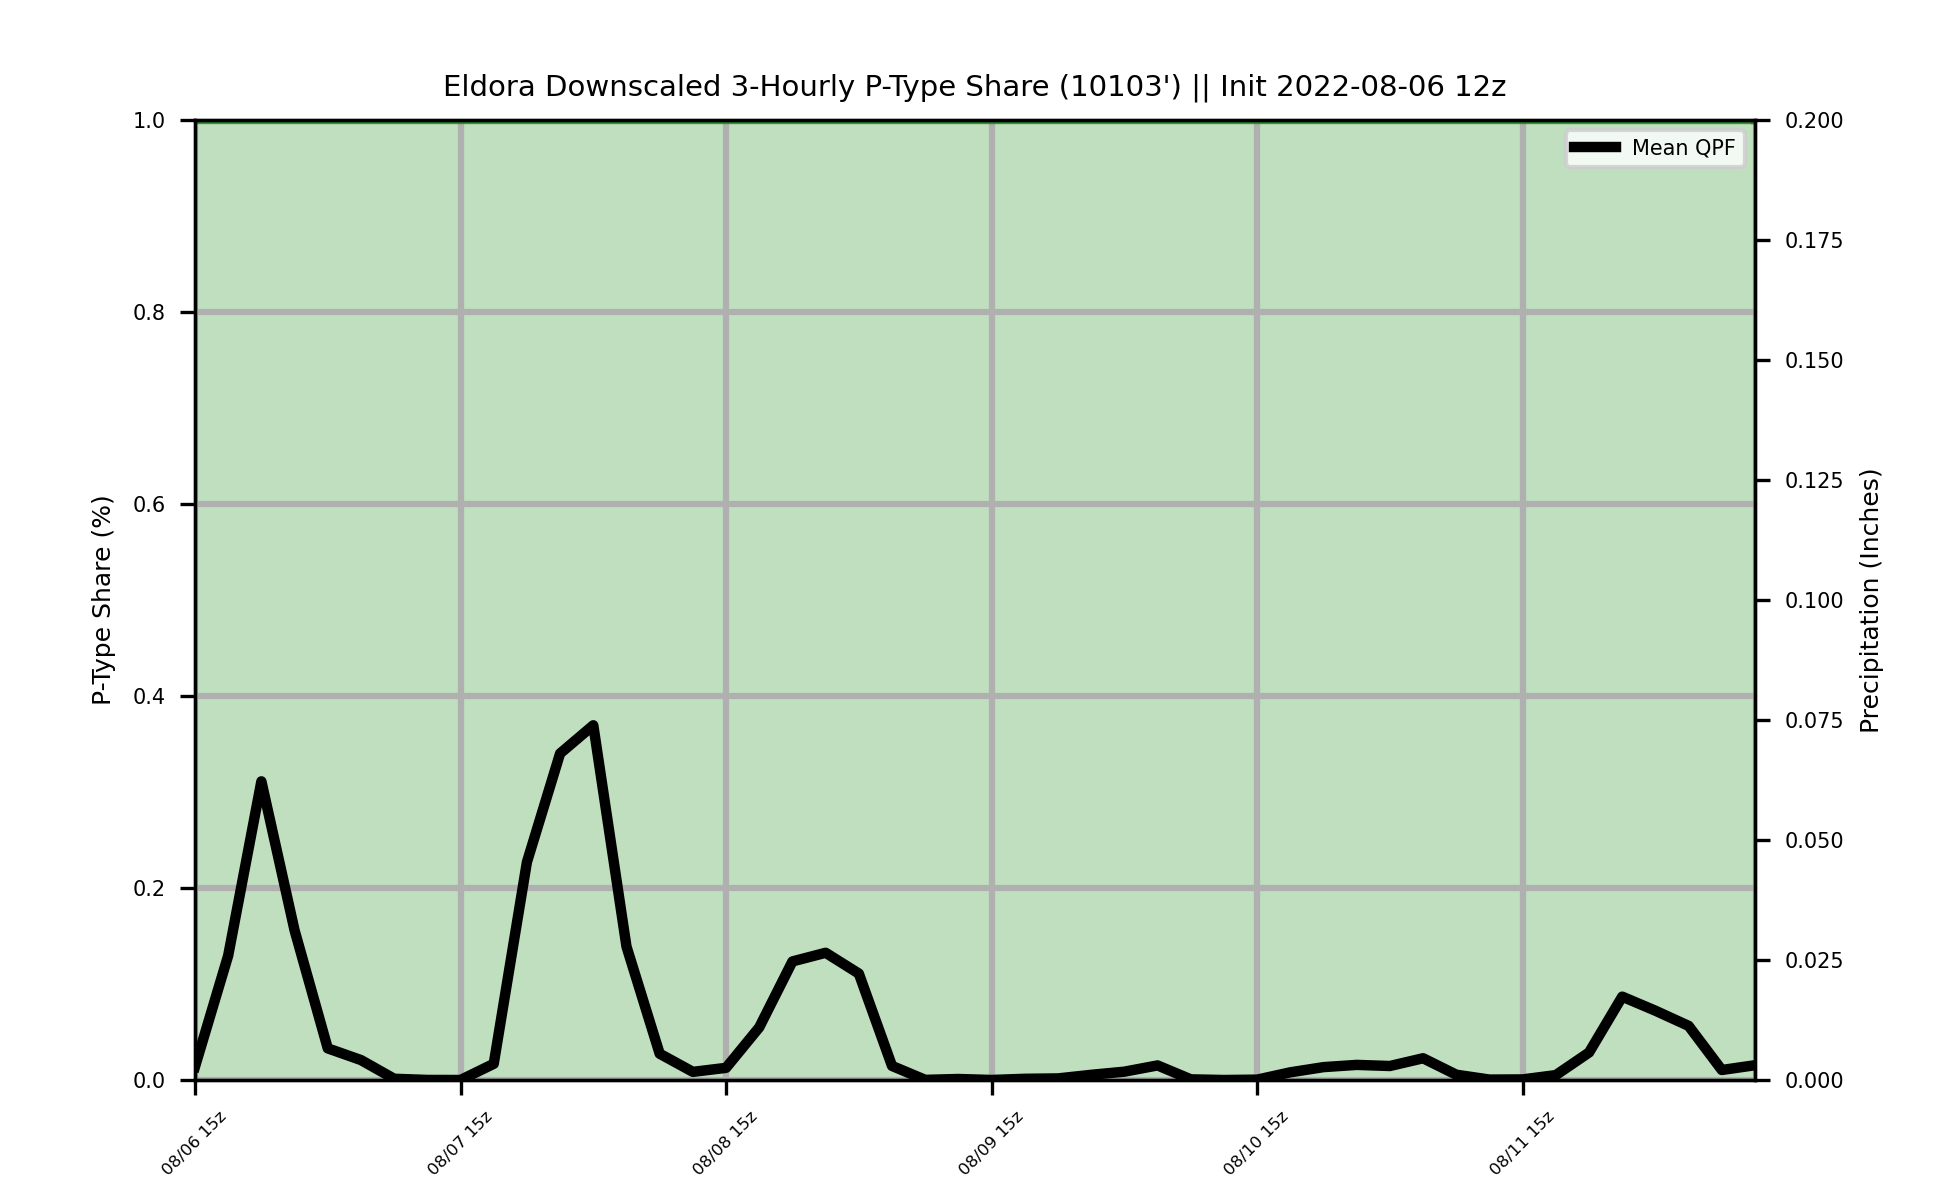 Eldora Downscaled 3-Hourly P-Type Share (10103') || Init 2022-08-06 12z
Mean QPF
P-Type Share (%)
1.0
0.8
0.6
0.4
0.2
0.0
0.200
0.175
0.150
0.125
0.100
0.075
0.050
0.025
0.000
Precipitation (Inches)
08/06 15z
08/07 15z
08/08 15z
08/09 15z
08/10 15z
08/11 15z